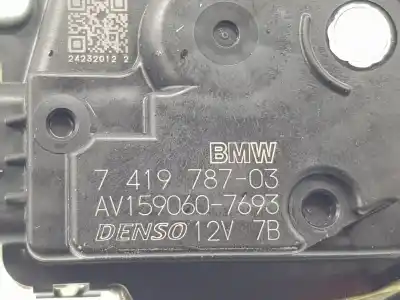 24232012 2
BMW
7 419 787-03
AV159060-7693
DENSO 12V 7B